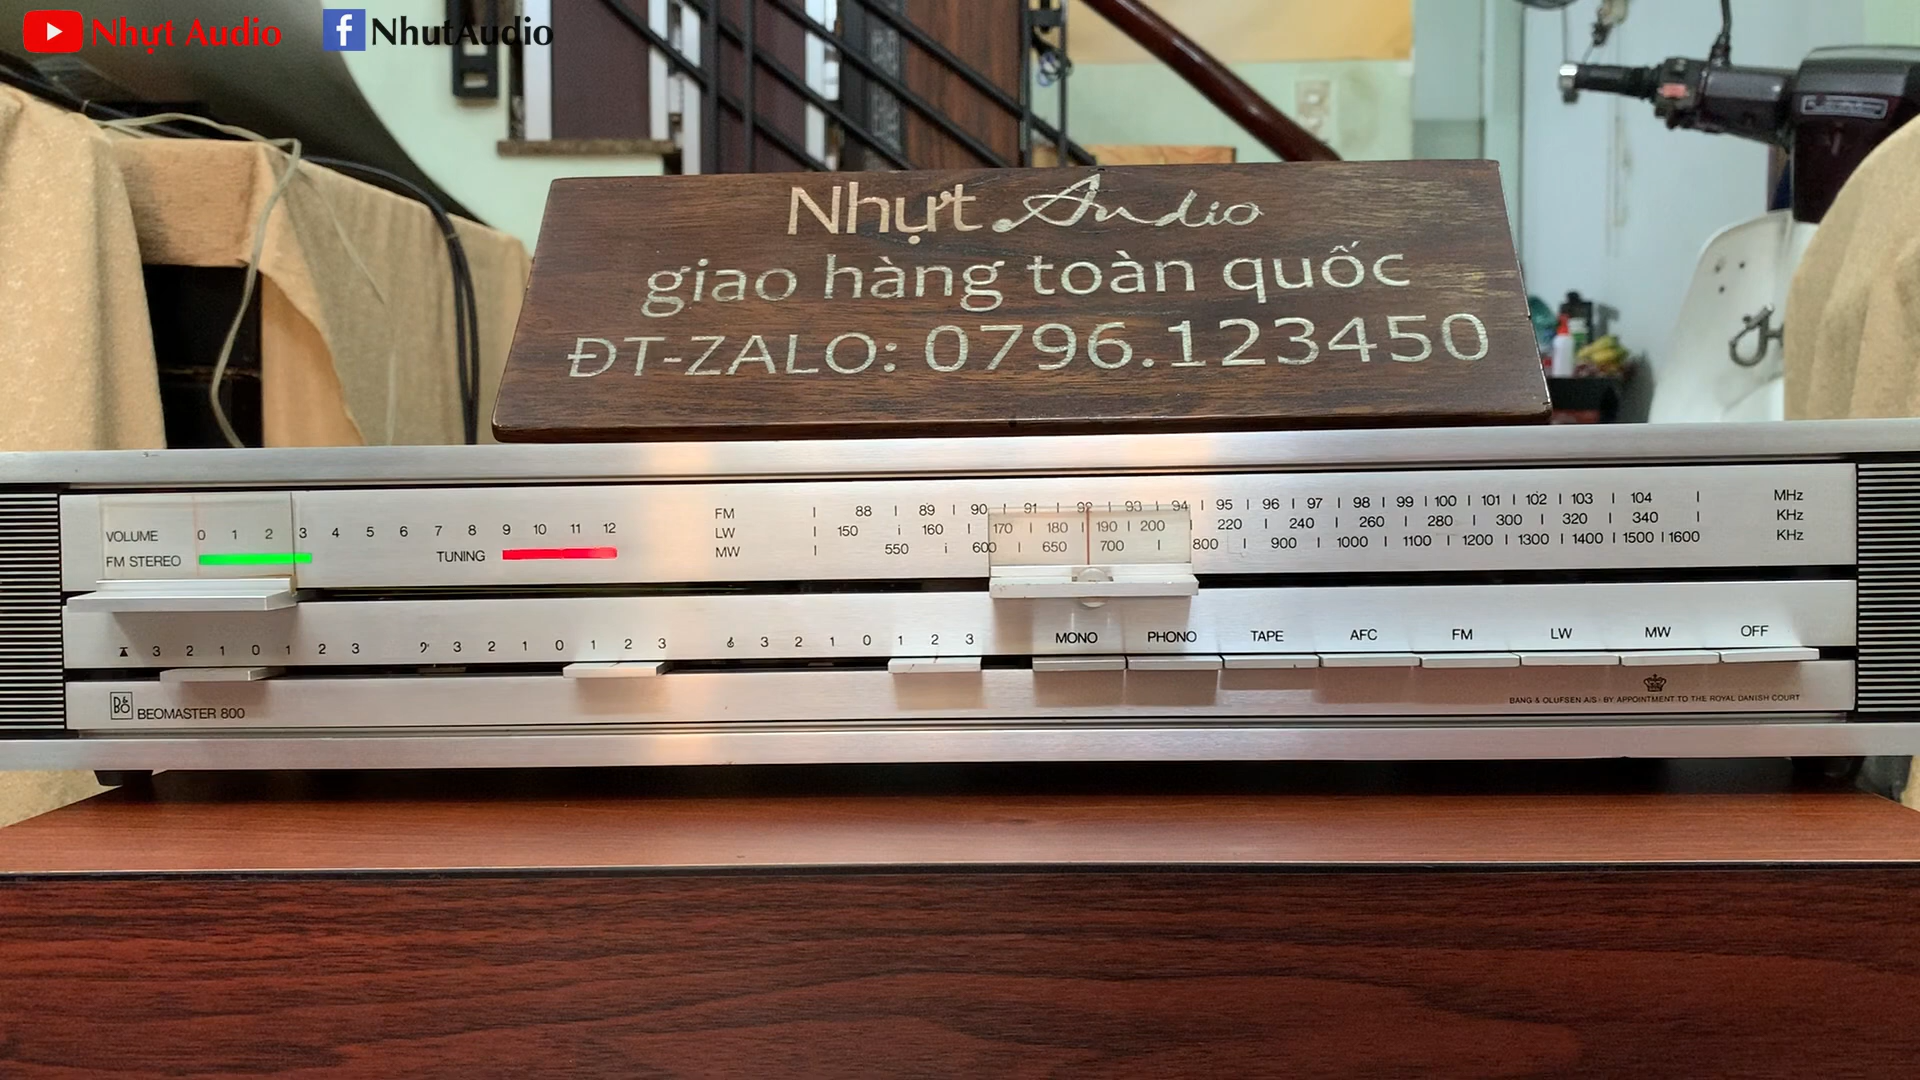 Nhựt Audio NhutAudio
Nhựt Audio
giao hàng toàn quốc
ĐT-ZALO: 0796.123450
FM 88 89 90 91 92 93 94 95 96 97 98 99 100 101 102 103 104 MHz
VOLUME 0 1 2 3 4 5 6 7 8 9 10 11 12
LW 150 160 170 180 190 200 220 240 260 280 300 320 340 KHz
FM STEREO TUNING
MW 550 600 650 700 800 900 1000 1100 1200 1300 1400 1500 1600 KHz
3 2 1 0 1 2 3 3 2 1 0 1 2 3 3 2 1 0 1 2 3 MONO PHONO TAPE AFC FM LW MW OFF
B&O BEOMASTER 800
BANG & OLUFSEN A/S · BY APPOINTMENT TO THE ROYAL DANISH COURT